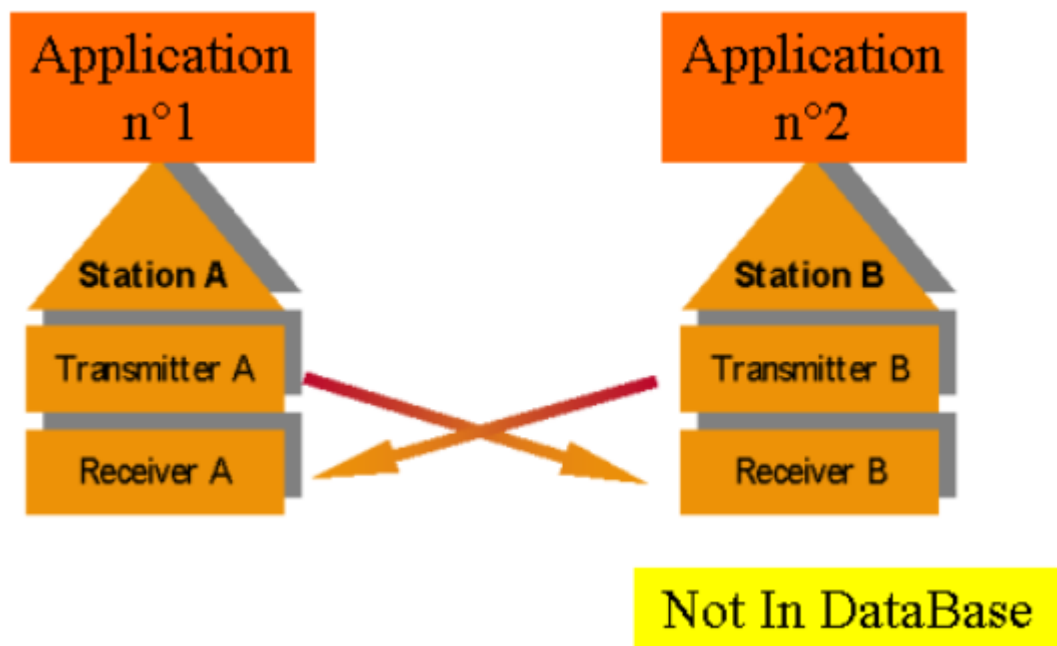 Application
n°1
Application
n°2
Station A
Station B
Transmitter A
Transmitter B
Receiver A
Receiver B
Not In DataBase